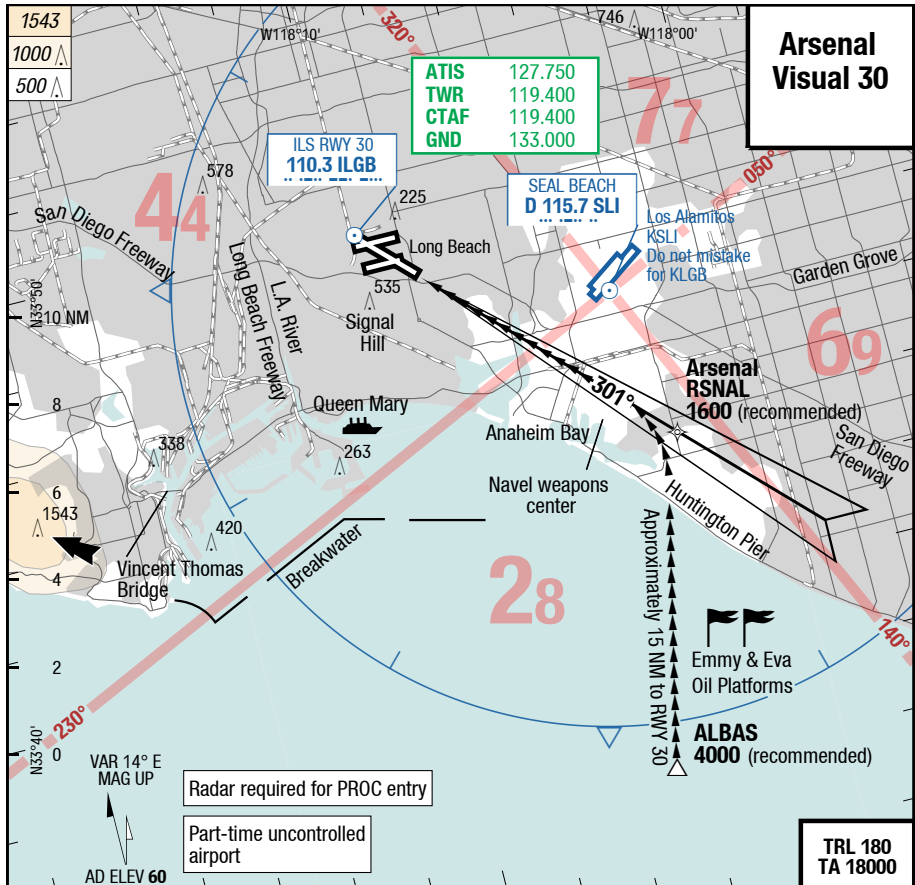 1543
1000
500
W118°10'
320°
746
W118°00'
Arsenal
Visual 30
ATIS 127.750
TWR 119.400
CTAF 119.400
GND 133.000
77
050°
ILS RWY 30
110.3 ILGB
578
44
225
SEAL BEACH
D 115.7 SLI
San Diego
Freeway
Long Beach
Los Alamitos
KSLI
Do not mistake
for KLGB
Garden Grove
Long Beach Freeway
L.A. River
535
Signal
Hill
N33°50'
10 NM
69
Arsenal
RSNAL
1600 (recommended)
301°
8
Queen Mary
Anaheim Bay
San Diego
Freeway
338
263
Navel weapons
center
6
1543
Huntington Pier
420
Breakwater
Approximately 15 NM to RWY 30
4
Vincent Thomas
Bridge
28
140°
Emmy & Eva
Oil Platforms
2
230°
N33°40'
0
ALBAS
4000 (recommended)
VAR 14° E
MAG UP
Radar required for PROC entry
Part-time uncontrolled
airport
AD ELEV 60
TRL 180
TA 18000